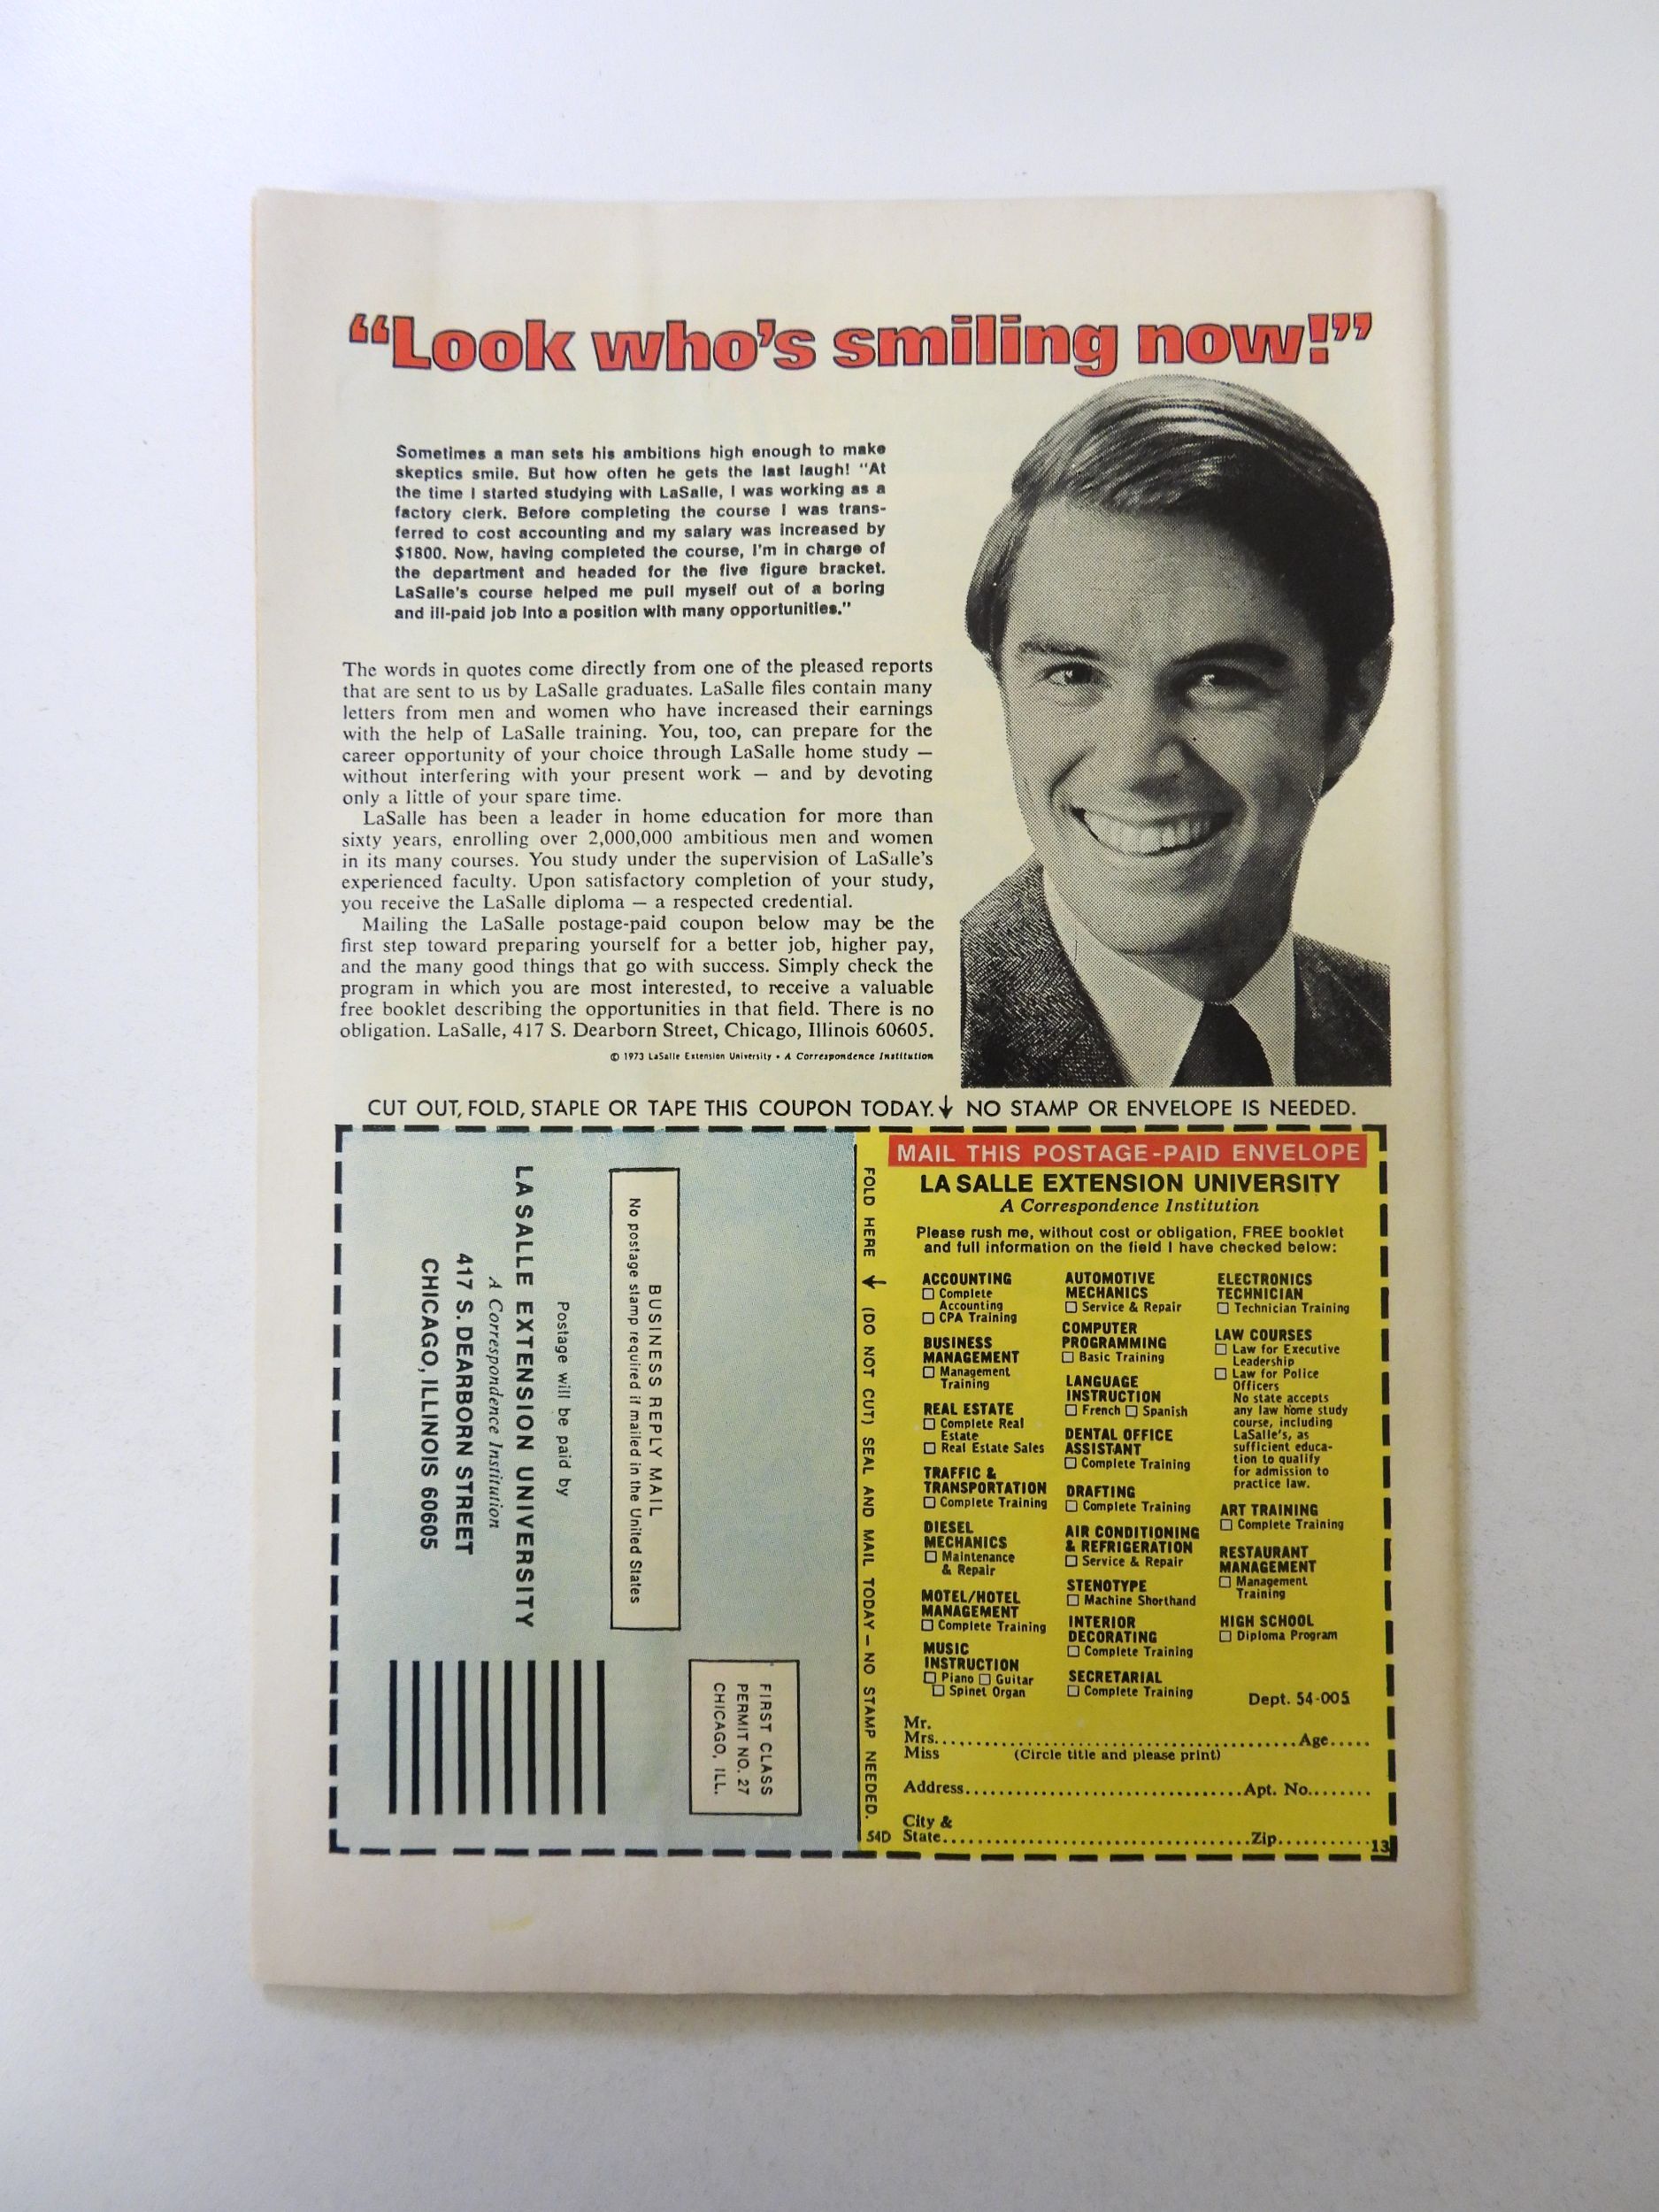 “Look who’s smiling now!”
Sometimes a man sets his ambitions high enough to make
skeptics smile. But how often he gets the last laugh! “At
the time I started studying with LaSalle, I was working as a
factory clerk. Before completing the course I was trans-
ferred to cost accounting and my salary was increased by
$1800. Now, having completed the course, I’m in charge of
the department and headed for the five figure bracket.
LaSalle’s course helped me pull myself out of a boring
and ill-paid job into a position with many opportunities.”
The words in quotes come directly from one of the pleased reports
that are sent to us by LaSalle graduates. LaSalle files contain many
letters from men and women who have increased their earnings
with the help of LaSalle training. You, too, can prepare for the
career opportunity of your choice through LaSalle home study —
without interfering with your present work — and by devoting
only a little of your spare time.
LaSalle has been a leader in home education for more than
sixty years, enrolling over 2,000,000 ambitious men and women
in its many courses. You study under the supervision of LaSalle’s
experienced faculty. Upon satisfactory completion of your study,
you receive the LaSalle diploma — a respected credential.
Mailing the LaSalle postage-paid coupon below may be the
first step toward preparing yourself for a better job, higher pay,
and the many good things that go with success. Simply check the
program in which you are most interested, to receive a valuable
free booklet describing the opportunities in that field. There is no
obligation. LaSalle, 417 S. Dearborn Street, Chicago, Illinois 60605.
© 1973 LaSalle Extension University • A Correspondence Institution
CUT OUT, FOLD, STAPLE OR TAPE THIS COUPON TODAY.↓ NO STAMP OR ENVELOPE IS NEEDED.
FIRST CLASS
PERMIT NO. 27
CHICAGO, ILL.
BUSINESS REPLY MAIL
No postage stamp required if mailed in the United States
Postage will be paid by
LA SALLE EXTENSION UNIVERSITY
A Correspondence Institution
417 S. DEARBORN STREET
CHICAGO, ILLINOIS 60605
FOLD HERE (DO NOT CUT) SEAL AND MAIL TODAY — NO STAMP NEEDED.
54D
MAIL THIS POSTAGE-PAID ENVELOPE
LA SALLE EXTENSION UNIVERSITY
A Correspondence Institution
Please rush me, without cost or obligation, FREE booklet
and full information on the field I have checked below:
ACCOUNTING
☐ Complete
Accounting
☐ CPA Training
BUSINESS
MANAGEMENT
☐ Management
Training
REAL ESTATE
☐ Complete Real
Estate
☐ Real Estate Sales
TRAFFIC &
TRANSPORTATION
☐ Complete Training
DIESEL
MECHANICS
☐ Maintenance
& Repair
MOTEL/HOTEL
MANAGEMENT
☐ Complete Training
MUSIC
INSTRUCTION
☐ Piano ☐ Guitar
☐ Spinet Organ
AUTOMOTIVE
MECHANICS
☐ Service & Repair
COMPUTER
PROGRAMMING
☐ Basic Training
LANGUAGE
INSTRUCTION
☐ French ☐ Spanish
DENTAL OFFICE
ASSISTANT
☐ Complete Training
DRAFTING
☐ Complete Training
AIR CONDITIONING
& REFRIGERATION
☐ Service & Repair
STENOTYPE
☐ Machine Shorthand
INTERIOR
DECORATING
☐ Complete Training
SECRETARIAL
☐ Complete Training
ELECTRONICS
TECHNICIAN
☐ Technician Training
LAW COURSES
☐ Law for Executive
Leadership
☐ Law for Police
Officers
No state accepts
any law home study
course, including
LaSalle’s, as
sufficient educa-
tion to qualify
for admission to
practice law.
ART TRAINING
☐ Complete Training
RESTAURANT
MANAGEMENT
☐ Management
Training
HIGH SCHOOL
☐ Diploma Program
Dept. 54-005
Mr.
Mrs. Age
Miss (Circle title and please print)
Address Apt. No.
City &
State Zip
13